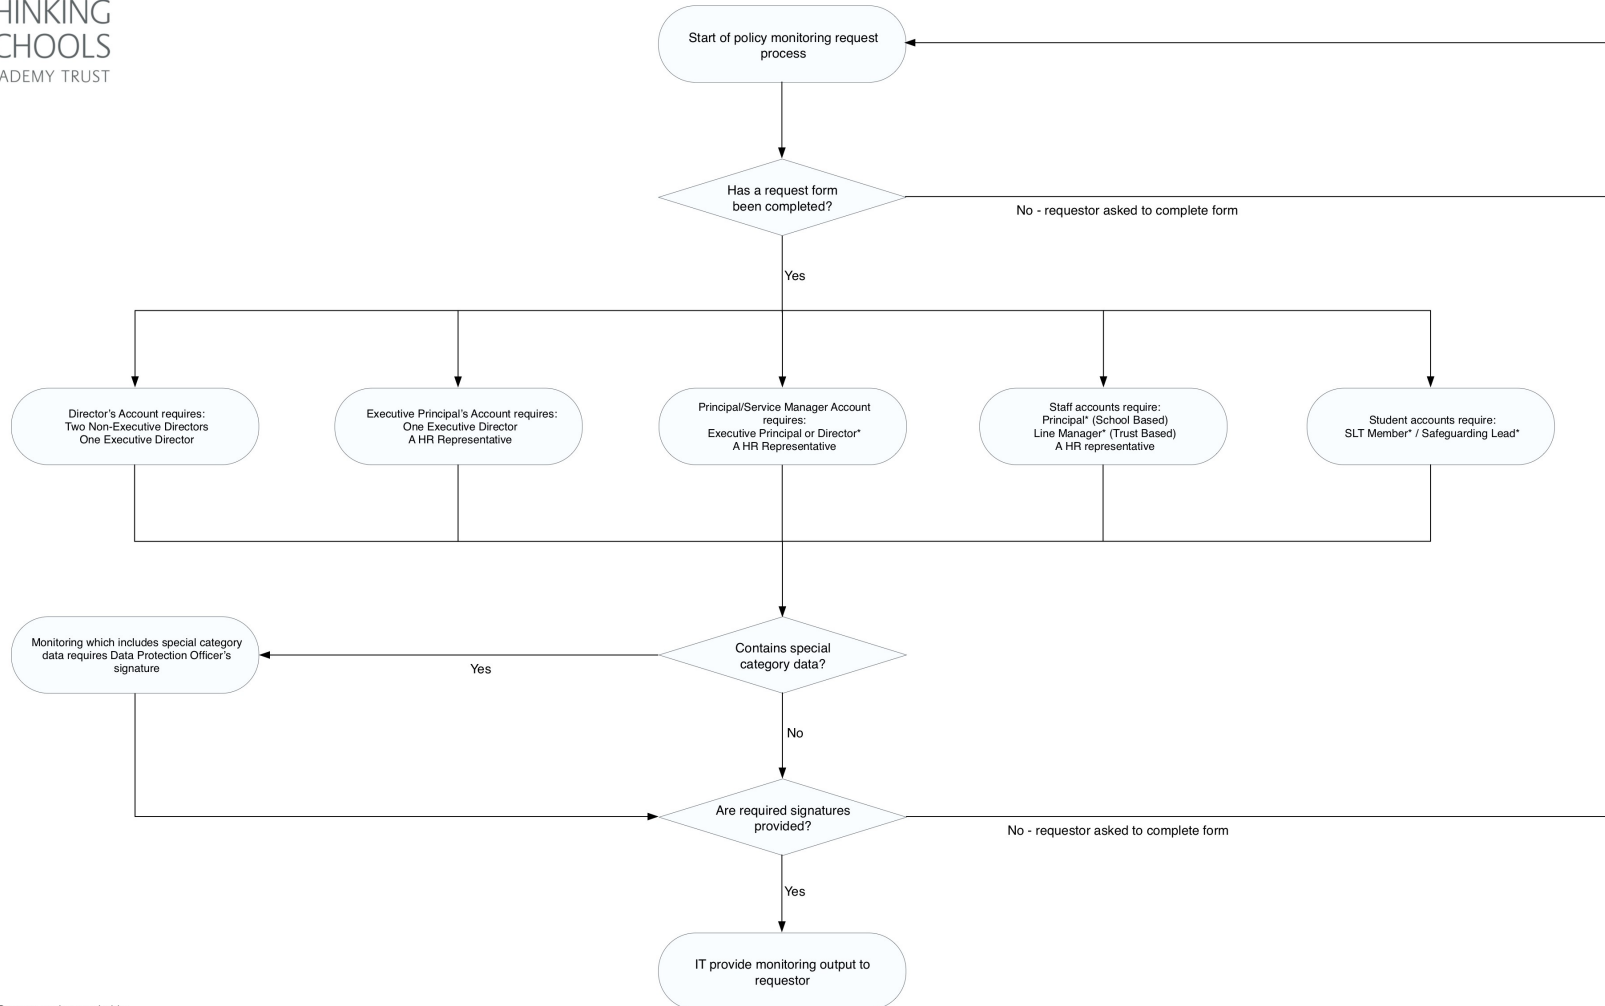 HINKING
CHOOLS
ADEMY TRUST
Start of policy monitoring request
process
Has a request form
been completed?
No - requestor asked to complete form
Yes
Director's Account requires:
Two Non-Executive Directors
One Executive Director
Executive Principal's Account requires:
One Executive Director
A HR Representative
Principal/Service Manager Account
requires:
Executive Principal or Director*
A HR Representative
Staff accounts require:
Principal* (School Based)
Line Manager* (Trust Based)
A HR representative
Student accounts require:
SLT Member* / Safeguarding Lead*
Monitoring which includes special category
data requires Data Protection Officer's
signature
Yes
Contains special
category data?
No
Are required signatures
provided?
No - requestor asked to complete form
Yes
IT provide monitoring output to
requestor